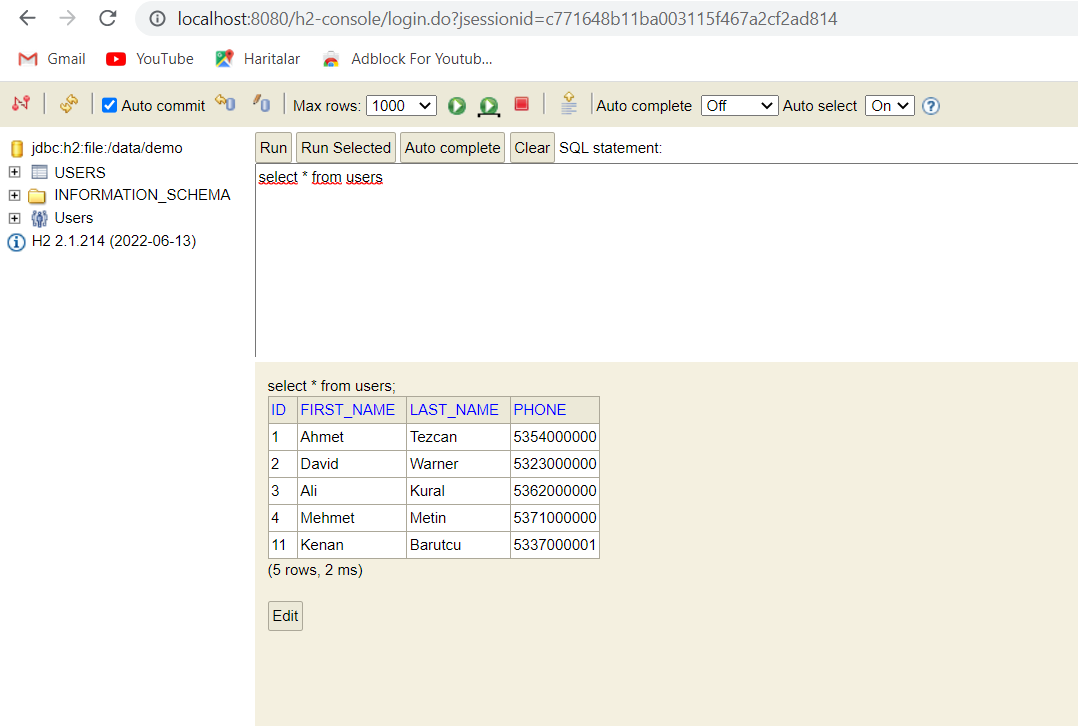 localhost:8080/h2-console/login.do?jsessionid=c771648b11ba003115f467a2cf2ad814
Gmail YouTube Haritalar Adblock For Youtub...
Auto commit Max rows: 1000 Auto complete Off Auto select On ?
jdbc:h2:file:/data/demo
USERS
INFORMATION_SCHEMA
Users
H2 2.1.214 (2022-06-13)
Run Run Selected Auto complete Clear SQL statement:
select * from users
select * from users;
ID FIRST_NAME LAST_NAME PHONE
1 Ahmet Tezcan 5354000000
2 David Warner 5323000000
3 Ali Kural 5362000000
4 Mehmet Metin 5371000000
11 Kenan Barutcu 5337000001
(5 rows, 2 ms)
Edit